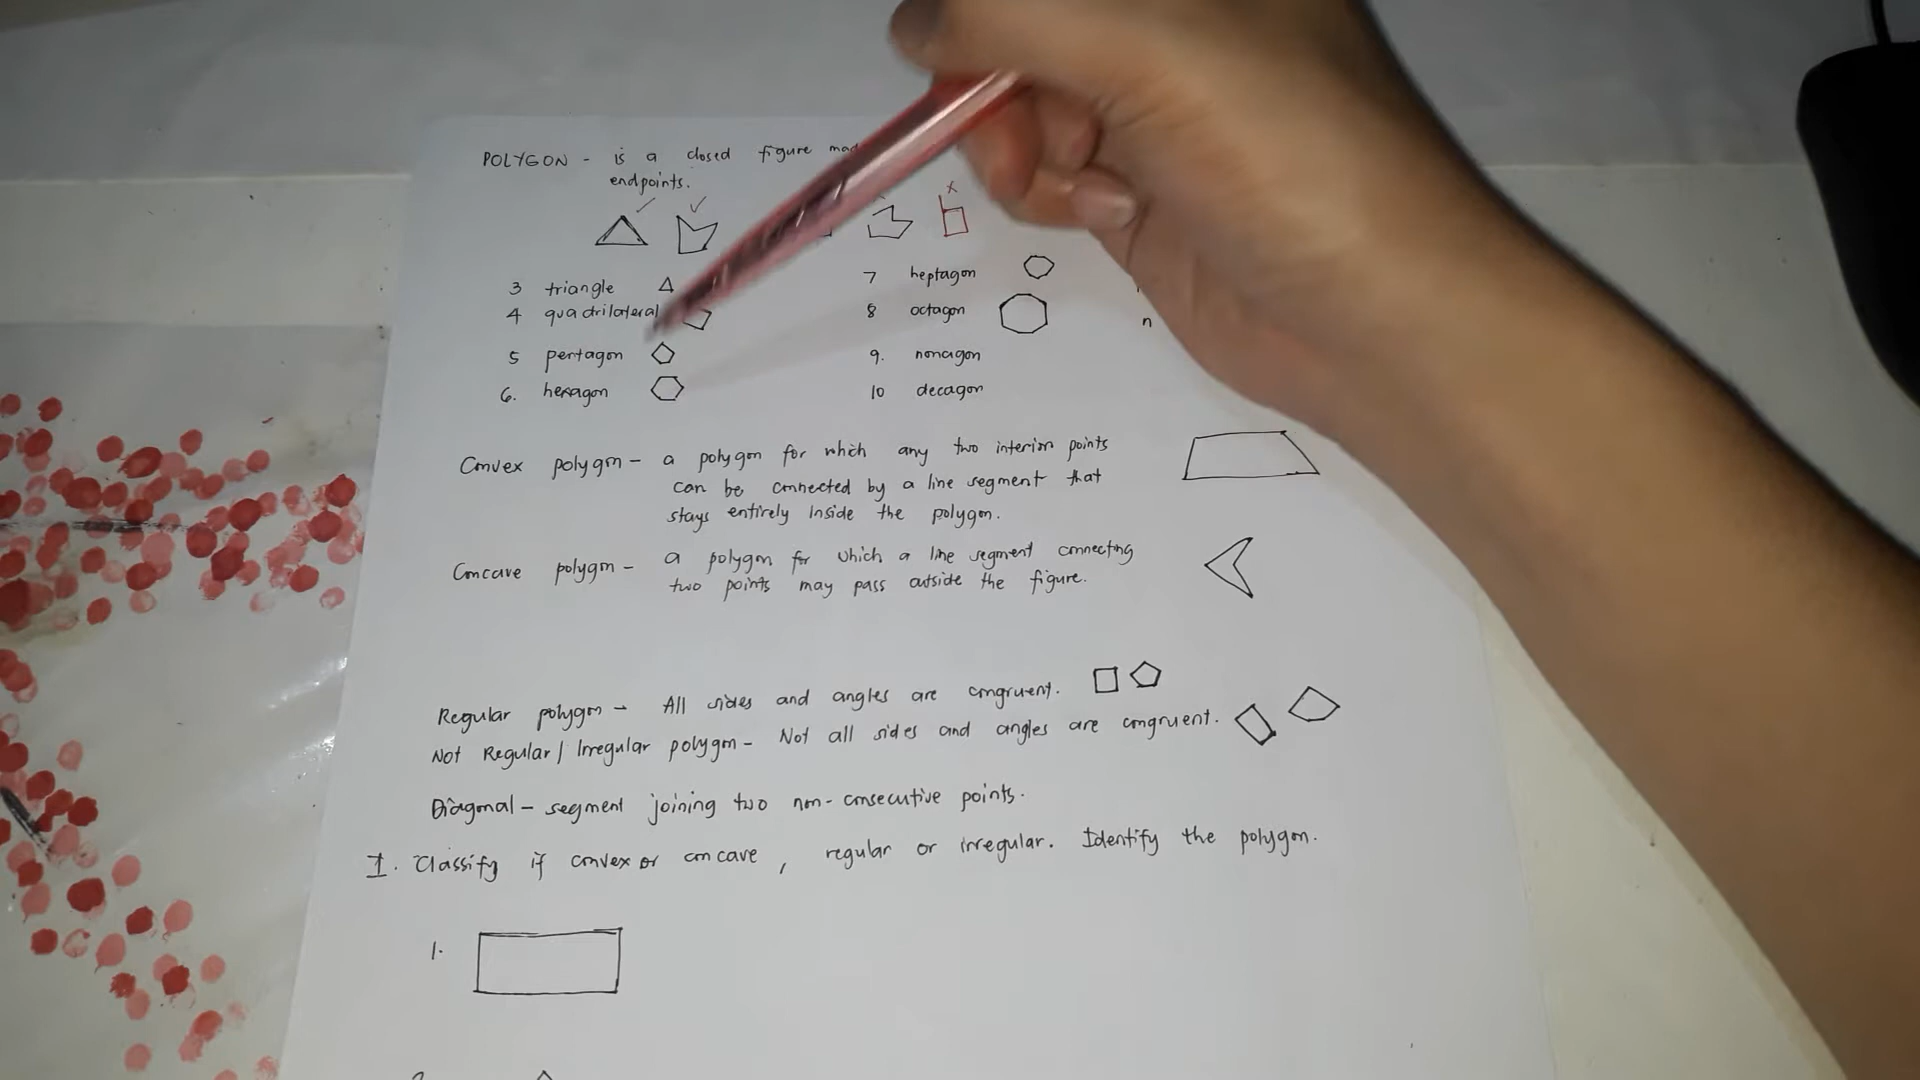 POLYGON - is a closed figure
endpoints.
✓ ✓ x
3 triangle
4 quadrilateral
5 pentagon
6. hexagon
7 heptagon
8 octagon
9. nonagon
10 decagon
n
Convex polygon - a polygon for which any two interior points
can be connected by a line segment that
stays entirely inside the polygon.
Concave polygon - a polygon for which a line segment connecting
two points may pass outside the figure.
Regular polygon - All sides and angles are congruent.
Not Regular/ Irregular polygon - Not all sides and angles are congruent.
Diagonal - segment joining two non-consecutive points.
I. Classify if convex or concave, regular or irregular. Identify the polygon.
1.